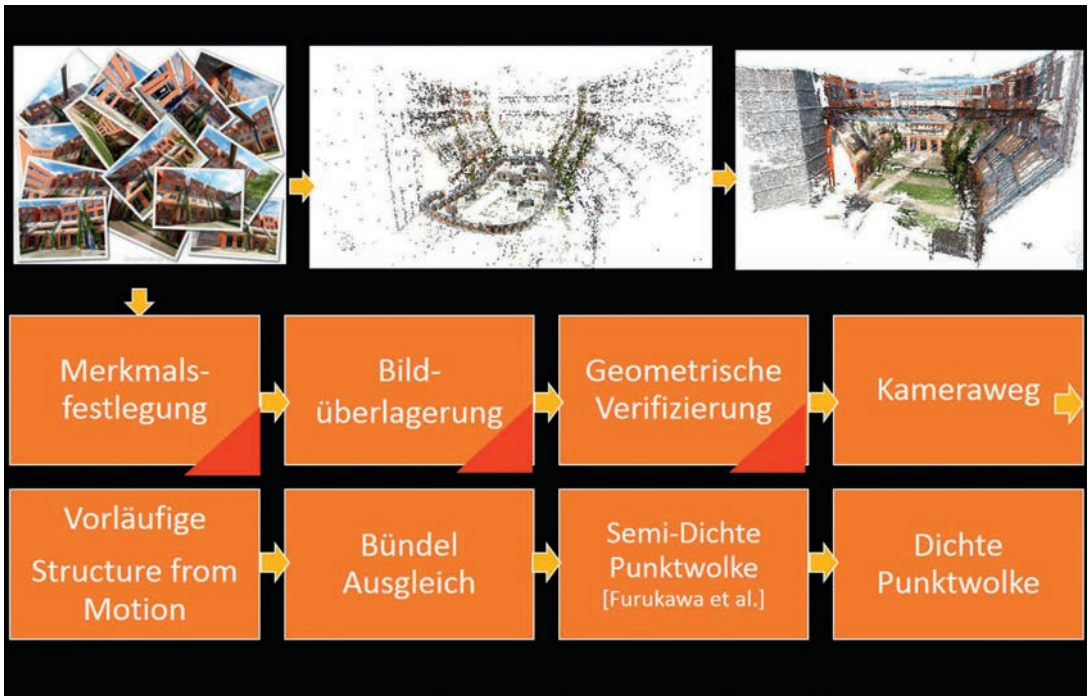 Merkmals-
festlegung
Bild-
überlagerung
Geometrische
Verifizierung
Kameraweg
Vorläufige
Structure from
Motion
Bündel
Ausgleich
Semi-Dichte
Punktwolke
[Furukawa et al.]
Dichte
Punktwolke